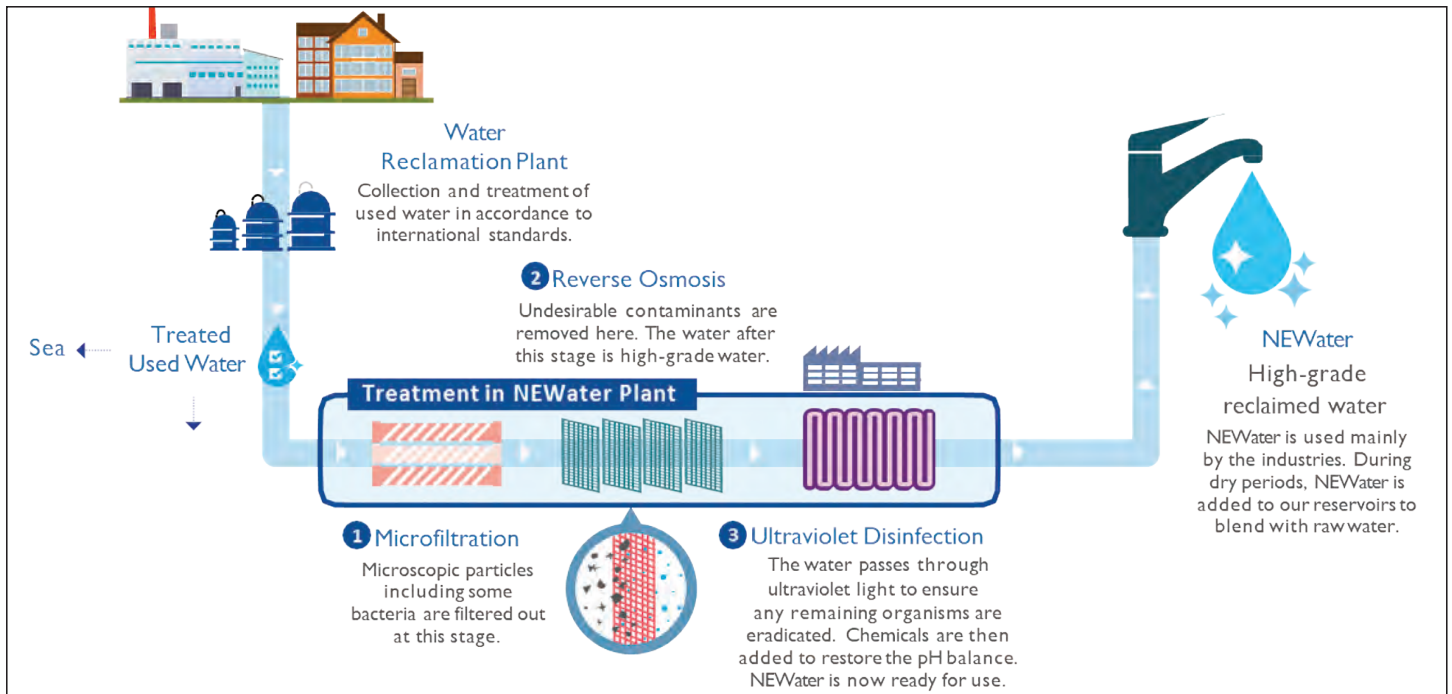 Water
Reclamation Plant
Collection and treatment of
used water in accordance to
international standards.
Treated
Used Water
Sea
Treatment in NEWater Plant
1 Microfiltration
Microscopic particles
including some
bacteria are filtered out
at this stage.
2 Reverse Osmosis
Undesirable contaminants are
removed here. The water after
this stage is high-grade water.
3 Ultraviolet Disinfection
The water passes through
ultraviolet light to ensure
any remaining organisms are
eradicated. Chemicals are then
added to restore the pH balance.
NEWater is now ready for use.
NEWater
High-grade
reclaimed water
NEWater is used mainly
by the industries. During
dry periods, NEWater is
added to our reservoirs to
blend with raw water.